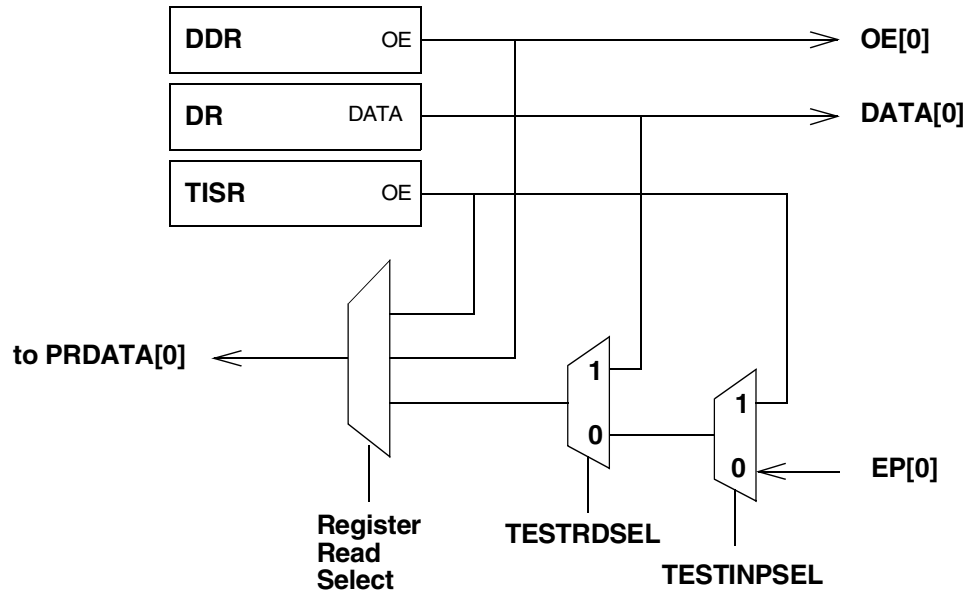 DDR OE OE[0]
DR DATA DATA[0]
TISR OE
to PRDATA[0]
1
1
0
0 EP[0]
Register
Read
Select
TESTRDSEL
TESTINPSEL